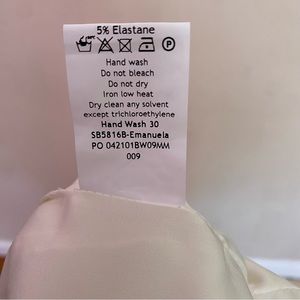 5% Elastane
P
Hand wash
Do not bleach
Do not dry
Iron low heat
Dry clean any solvent
except trichloroethylene
Hand Wash 30
SB5816B-Emanuela
PO 042101BW09MM
009